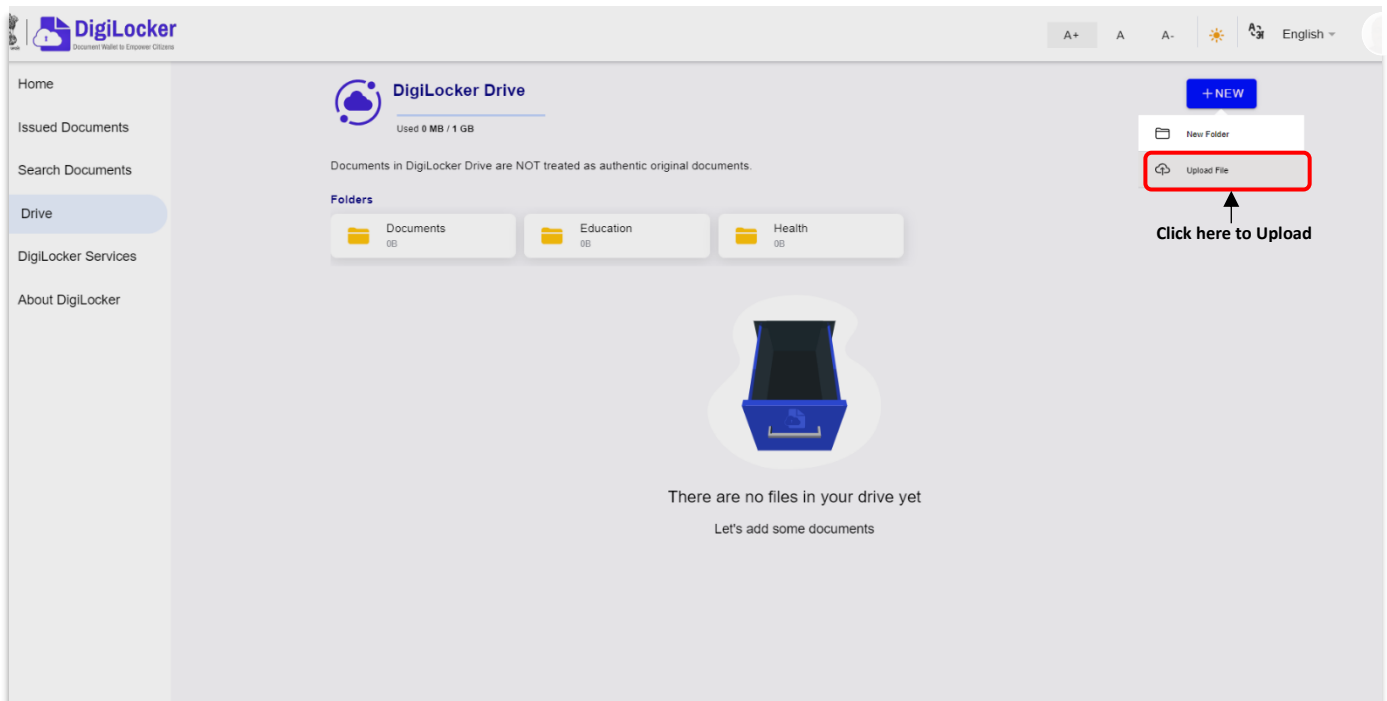 DigiLocker
Document Wallet to Empower Citizens
A+ A A- English
Home
Issued Documents
Search Documents
Drive
DigiLocker Services
About DigiLocker
DigiLocker Drive
Used 0 MB / 1 GB
Documents in DigiLocker Drive are NOT treated as authentic original documents.
Folders
Documents
0B
Education
0B
Health
0B
+NEW
New Folder
Upload File
Click here to Upload
There are no files in your drive yet
Let's add some documents